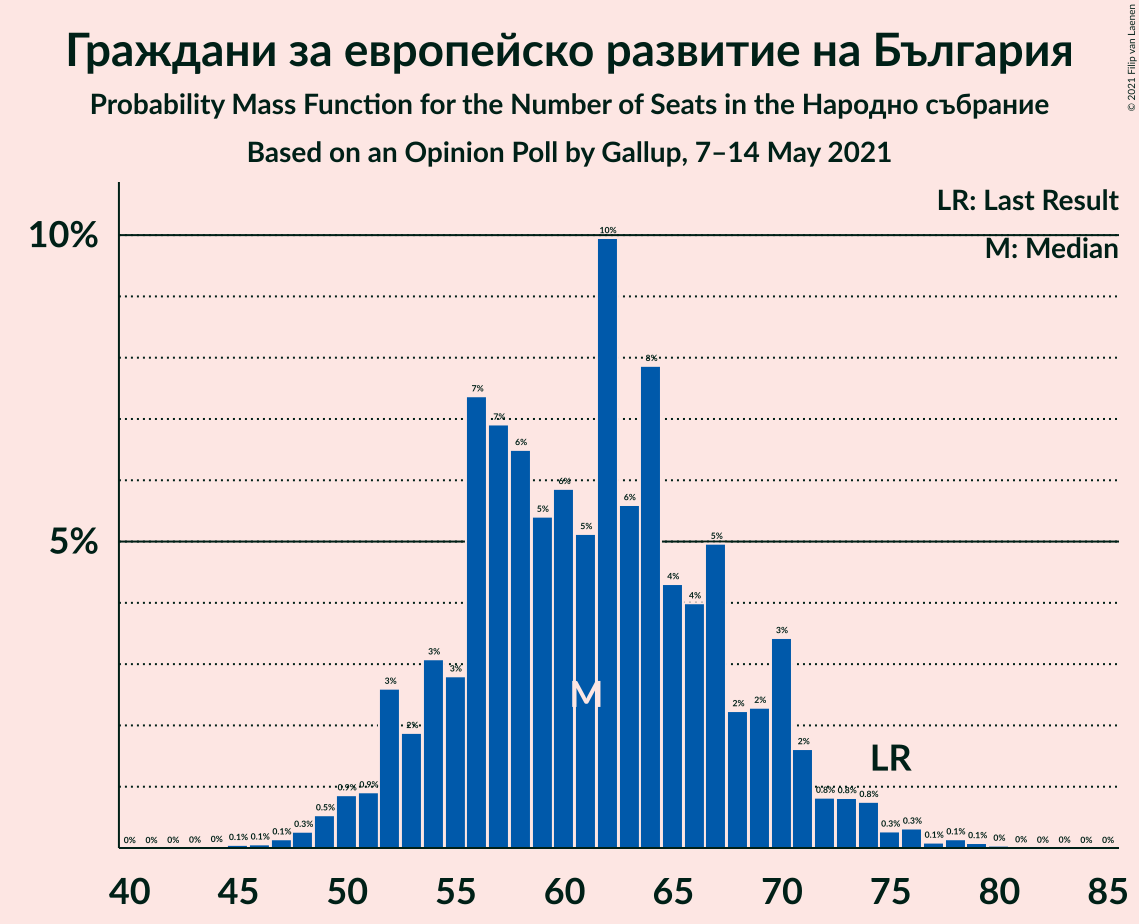 Граждани за европейско развитие на България
Probability Mass Function for the Number of Seats in the Народно събрание
Based on an Opinion Poll by Gallup, 7–14 May 2021
© 2021 Filip van Laenen
LR: Last Result
M: Median
10%
5%
0% 0% 0% 0% 0% 0.1% 0.1% 0.1% 0.3% 0.5% 0.9% 0.9% 3% 2% 3% 3% 7% 7% 6% 5% 6% 5% 10% 6% 8% 4% 4% 5% 2% 2% 3% 2% 0.8% 0.8% 0.8% 0.3% 0.3% 0.1% 0.1% 0.1% 0% 0% 0% 0% 0% 0%
M
LR
40 45 50 55 60 65 70 75 80 85